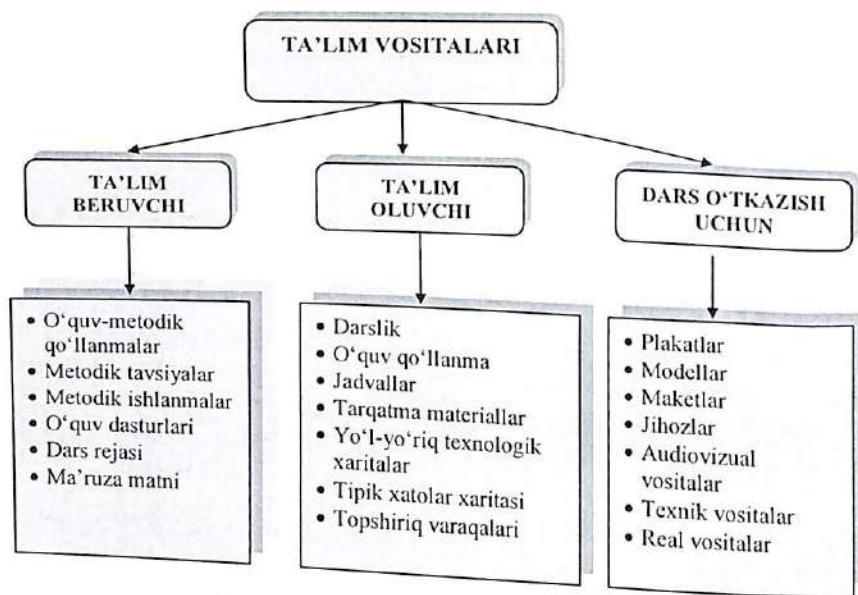 TA’LIM VOSITALARI
TA’LIM
BERUVCHI
TA’LIM
OLUVCHI
DARS O‘TKAZISH
UCHUN
• O‘quv-metodik
qo‘llanmalar
• Metodik tavsiyalar
• Metodik ishlanmalar
• O‘quv dasturlari
• Dars rejasi
• Ma’ruza matni
• Darslik
• O‘quv qo‘llanma
• Jadvallar
• Tarqatma materiallar
• Yo‘l-yo‘riq texnologik
xaritalar
• Tipik xatolar xaritasi
• Topshiriq varaqalari
• Plakatlar
• Modellar
• Maketlar
• Jihozlar
• Audiovizual
vositalar
• Texnik vositalar
• Real vositalar